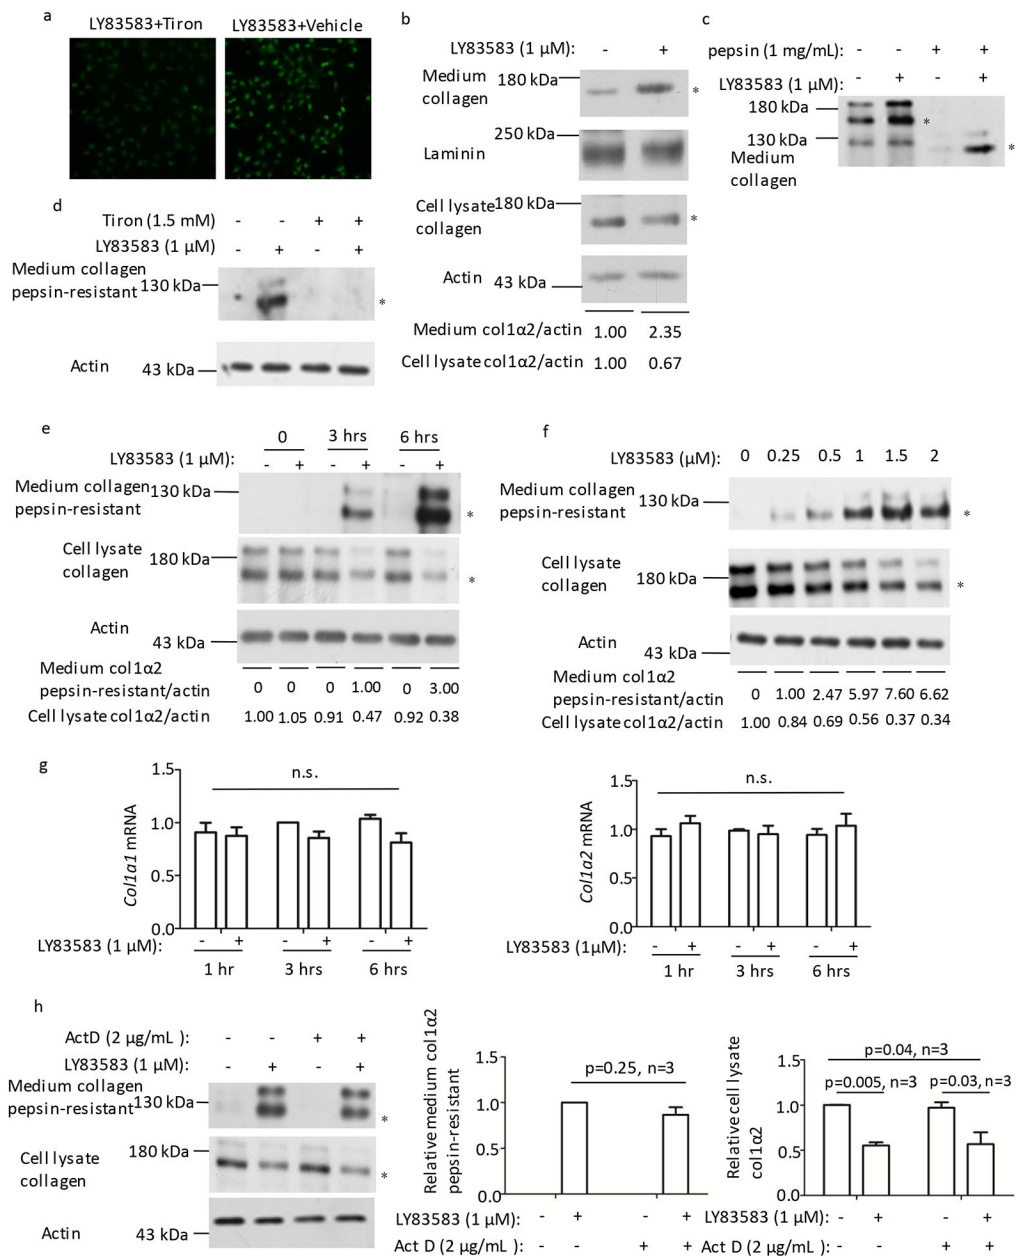 a
LY83583+Tiron
LY83583+Vehicle
b
LY83583 (1 µM): - +
Medium collagen
180 kDa
*
250 kDa
Laminin
Cell lysate collagen
180 kDa
*
Actin
43 kDa
Medium col1α2/actin 1.00 2.35
Cell lysate col1α2/actin 1.00 0.67
c
pepsin (1 mg/mL): - - + +
LY83583 (1 µM): - + - +
180 kDa
*
130 kDa
*
Medium
collagen
d
Tiron (1.5 mM) - - + +
LY83583 (1 µM) - + - +
Medium collagen
pepsin-resistant
130 kDa
*
Actin
43 kDa
e
0 3 hrs 6 hrs
LY83583 (1 µM): - + - + - +
Medium collagen
pepsin-resistant
130 kDa
*
Cell lysate
collagen
180 kDa
*
Actin
43 kDa
Medium col1α2
pepsin-resistant/actin 0 0 0 1.00 0 3.00
Cell lysate col1α2/actin 1.00 1.05 0.91 0.47 0.92 0.38
f
LY83583 (µM): 0 0.25 0.5 1 1.5 2
Medium collagen
pepsin-resistant
130 kDa
*
Cell lysate
collagen
180 kDa
*
Actin
43 kDa
Medium col1α2
pepsin-resistant/actin 0 1.00 2.47 5.97 7.60 6.62
Cell lysate col1α2/actin 1.00 0.84 0.69 0.56 0.37 0.34
g
Col1a1 mRNA
1.5
1.0
0.5
0.0
n.s.
LY83583 (1 µM): - + - + - +
1 hr 3 hrs 6 hrs
Col1a2 mRNA
1.5
1.0
0.5
0.0
n.s.
LY83583 (1µM): - + - + - +
1 hr 3 hrs 6 hrs
h
ActD (2 µg/mL ): - - + +
LY83583 (1 µM): - + - +
Medium collagen
pepsin-resistant
130 kDa
*
180 kDa
Cell lysate
collagen
*
Actin
43 kDa
Relative medium col1α2
pepsin-resistant
1.5
1.0
0.5
0.0
p=0.25, n=3
LY83583 (1 µM): - + - +
Act D (2 µg/mL ): - - + +
Relative cell lysate
col1α2
1.5
1.0
0.5
0.0
p=0.04, n=3
p=0.005, n=3 p=0.03, n=3
LY83583 (1 µM): - + - +
Act D (2 µg/mL ): - - + +